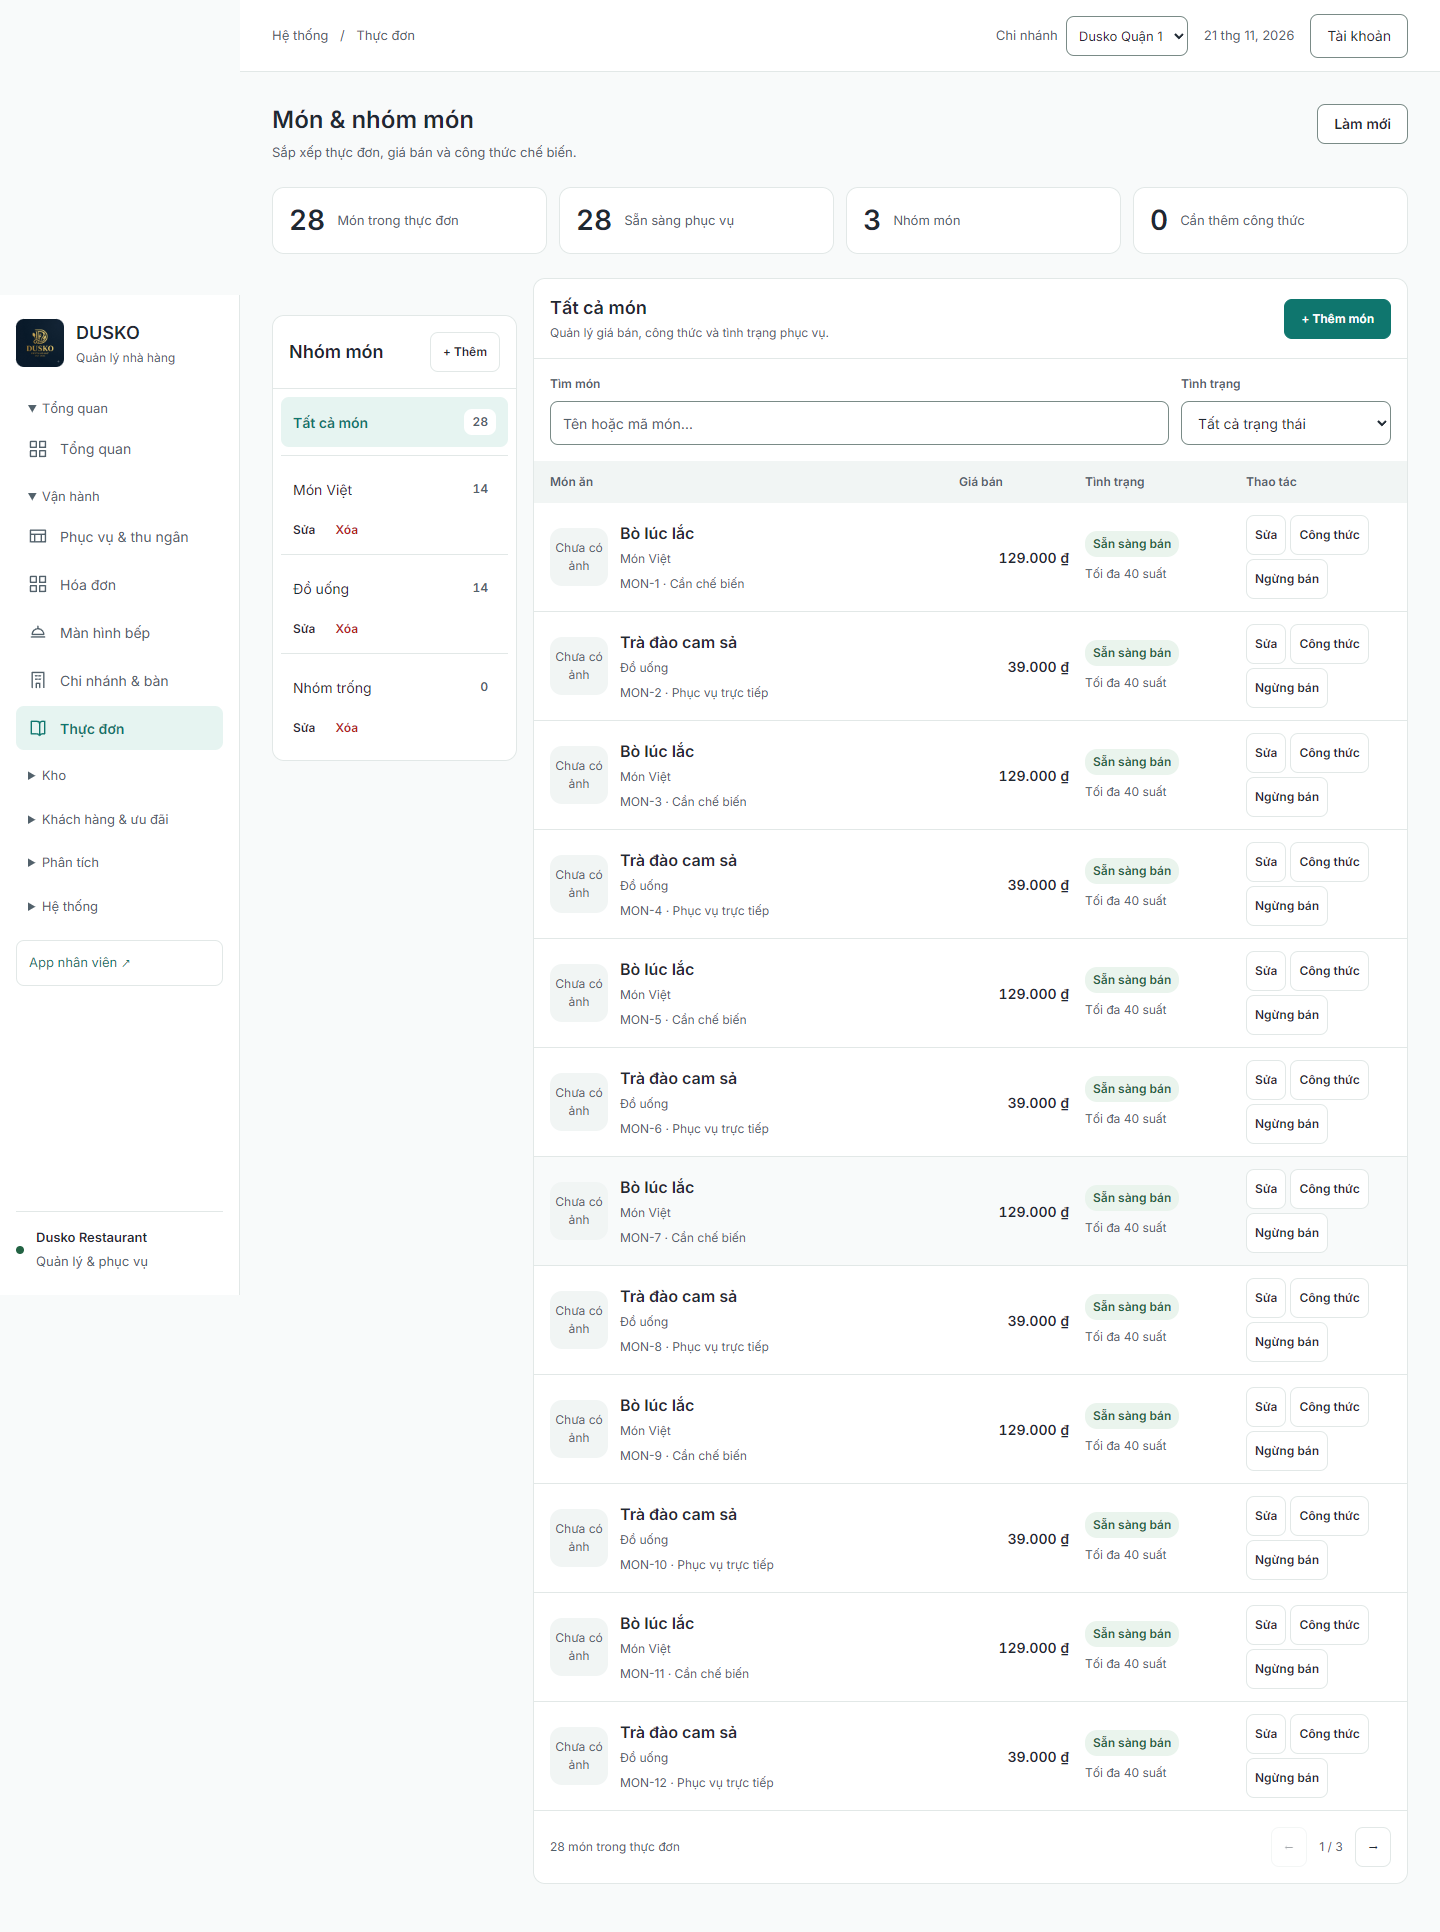 Hệ thống / Thực đơn
Chi nhánh Dusko Quận 1 21 thg 11, 2026 Tài khoản
Món & nhóm món
Sắp xếp thực đơn, giá bán và công thức chế biến.
Làm mới
28 Món trong thực đơn
28 Sẵn sàng phục vụ
3 Nhóm món
0 Cần thêm công thức
DUSKO
DUSKO
Quản lý nhà hàng
Tổng quan
Tổng quan
Vận hành
Phục vụ & thu ngân
Hóa đơn
Màn hình bếp
Chi nhánh & bàn
Thực đơn
Kho
Khách hàng & ưu đãi
Phân tích
Hệ thống
App nhân viên ↗
Dusko Restaurant
Quản lý & phục vụ
Nhóm món
+ Thêm
Tất cả món 28
Món Việt 14
Sửa Xóa
Đồ uống 14
Sửa Xóa
Nhóm trống 0
Sửa Xóa
Tất cả món
Quản lý giá bán, công thức và tình trạng phục vụ.
+ Thêm món
Tìm món
Tên hoặc mã món...
Tình trạng
Tất cả trạng thái
Món ăn Giá bán Tình trạng Thao tác
Chưa có
ảnh
Bò lúc lắc
Món Việt
MON-1 · Cần chế biến
129.000 ₫
Sẵn sàng bán
Tối đa 40 suất
Sửa Công thức
Ngừng bán
Chưa có
ảnh
Trà đào cam sả
Đồ uống
MON-2 · Phục vụ trực tiếp
39.000 ₫
Sẵn sàng bán
Tối đa 40 suất
Sửa Công thức
Ngừng bán
Chưa có
ảnh
Bò lúc lắc
Món Việt
MON-3 · Cần chế biến
129.000 ₫
Sẵn sàng bán
Tối đa 40 suất
Sửa Công thức
Ngừng bán
Chưa có
ảnh
Trà đào cam sả
Đồ uống
MON-4 · Phục vụ trực tiếp
39.000 ₫
Sẵn sàng bán
Tối đa 40 suất
Sửa Công thức
Ngừng bán
Chưa có
ảnh
Bò lúc lắc
Món Việt
MON-5 · Cần chế biến
129.000 ₫
Sẵn sàng bán
Tối đa 40 suất
Sửa Công thức
Ngừng bán
Chưa có
ảnh
Trà đào cam sả
Đồ uống
MON-6 · Phục vụ trực tiếp
39.000 ₫
Sẵn sàng bán
Tối đa 40 suất
Sửa Công thức
Ngừng bán
Chưa có
ảnh
Bò lúc lắc
Món Việt
MON-7 · Cần chế biến
129.000 ₫
Sẵn sàng bán
Tối đa 40 suất
Sửa Công thức
Ngừng bán
Chưa có
ảnh
Trà đào cam sả
Đồ uống
MON-8 · Phục vụ trực tiếp
39.000 ₫
Sẵn sàng bán
Tối đa 40 suất
Sửa Công thức
Ngừng bán
Chưa có
ảnh
Bò lúc lắc
Món Việt
MON-9 · Cần chế biến
129.000 ₫
Sẵn sàng bán
Tối đa 40 suất
Sửa Công thức
Ngừng bán
Chưa có
ảnh
Trà đào cam sả
Đồ uống
MON-10 · Phục vụ trực tiếp
39.000 ₫
Sẵn sàng bán
Tối đa 40 suất
Sửa Công thức
Ngừng bán
Chưa có
ảnh
Bò lúc lắc
Món Việt
MON-11 · Cần chế biến
129.000 ₫
Sẵn sàng bán
Tối đa 40 suất
Sửa Công thức
Ngừng bán
Chưa có
ảnh
Trà đào cam sả
Đồ uống
MON-12 · Phục vụ trực tiếp
39.000 ₫
Sẵn sàng bán
Tối đa 40 suất
Sửa Công thức
Ngừng bán
28 món trong thực đơn
← 1 / 3 →